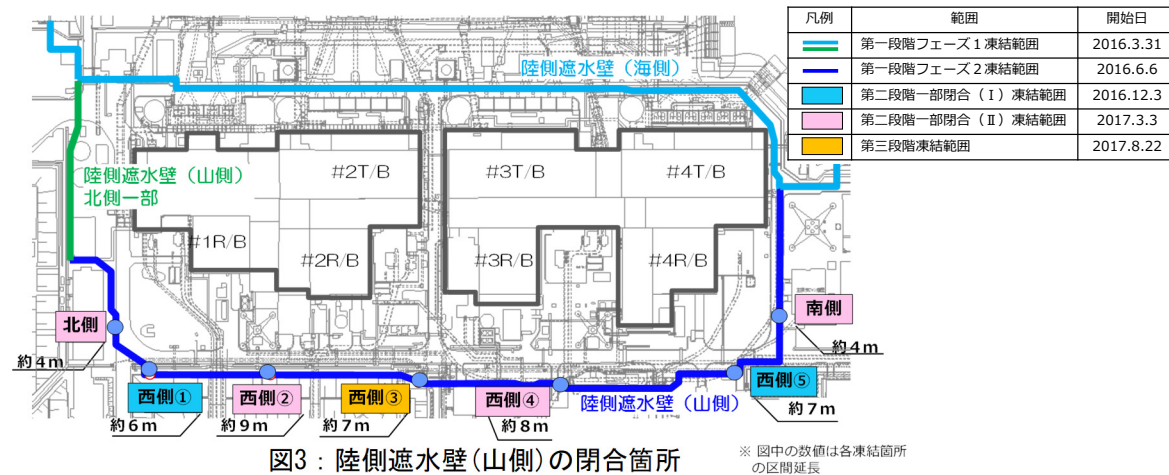 凡例 範囲 開始日
第一段階フェーズ1凍結範囲 2016.3.31
第一段階フェーズ2凍結範囲 2016.6.6
第二段階一部閉合（Ⅰ）凍結範囲 2016.12.3
第二段階一部閉合（Ⅱ）凍結範囲 2017.3.3
第三段階凍結範囲 2017.8.22
陸側遮水壁（海側）
陸側遮水壁（山側）
北側一部
#2T/B
#3T/B
#4T/B
#1R/B
#2R/B
#3R/B
#4R/B
北側
約4m
南側
約4m
西側①
約6m
西側②
約9m
西側③
約7m
西側④
約8m
西側⑤
約7m
陸側遮水壁（山側）
図3：陸側遮水壁(山側)の閉合箇所
※ 図中の数値は各凍結箇所
の区間延長